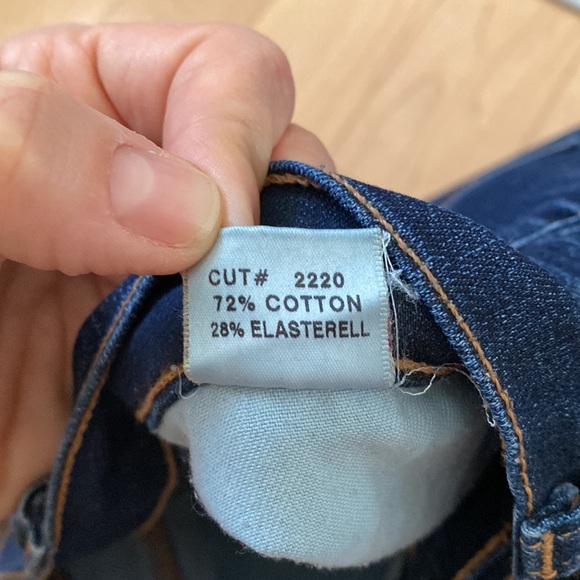 CUT# 2220
72% COTTON
28% ELASTERELL